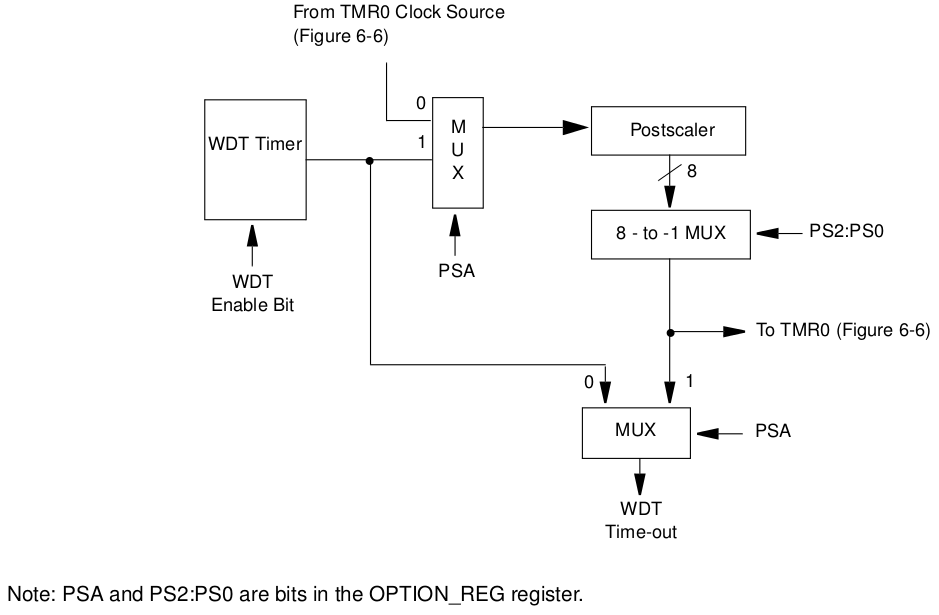 From TMR0 Clock Source
(Figure 6-6)
0
1
M
U
X
WDT Timer
Postscaler
8
8 - to -1 MUX
PS2:PS0
PSA
WDT
Enable Bit
To TMR0 (Figure 6-6)
0
1
MUX
PSA
WDT
Time-out
Note: PSA and PS2:PS0 are bits in the OPTION_REG register.